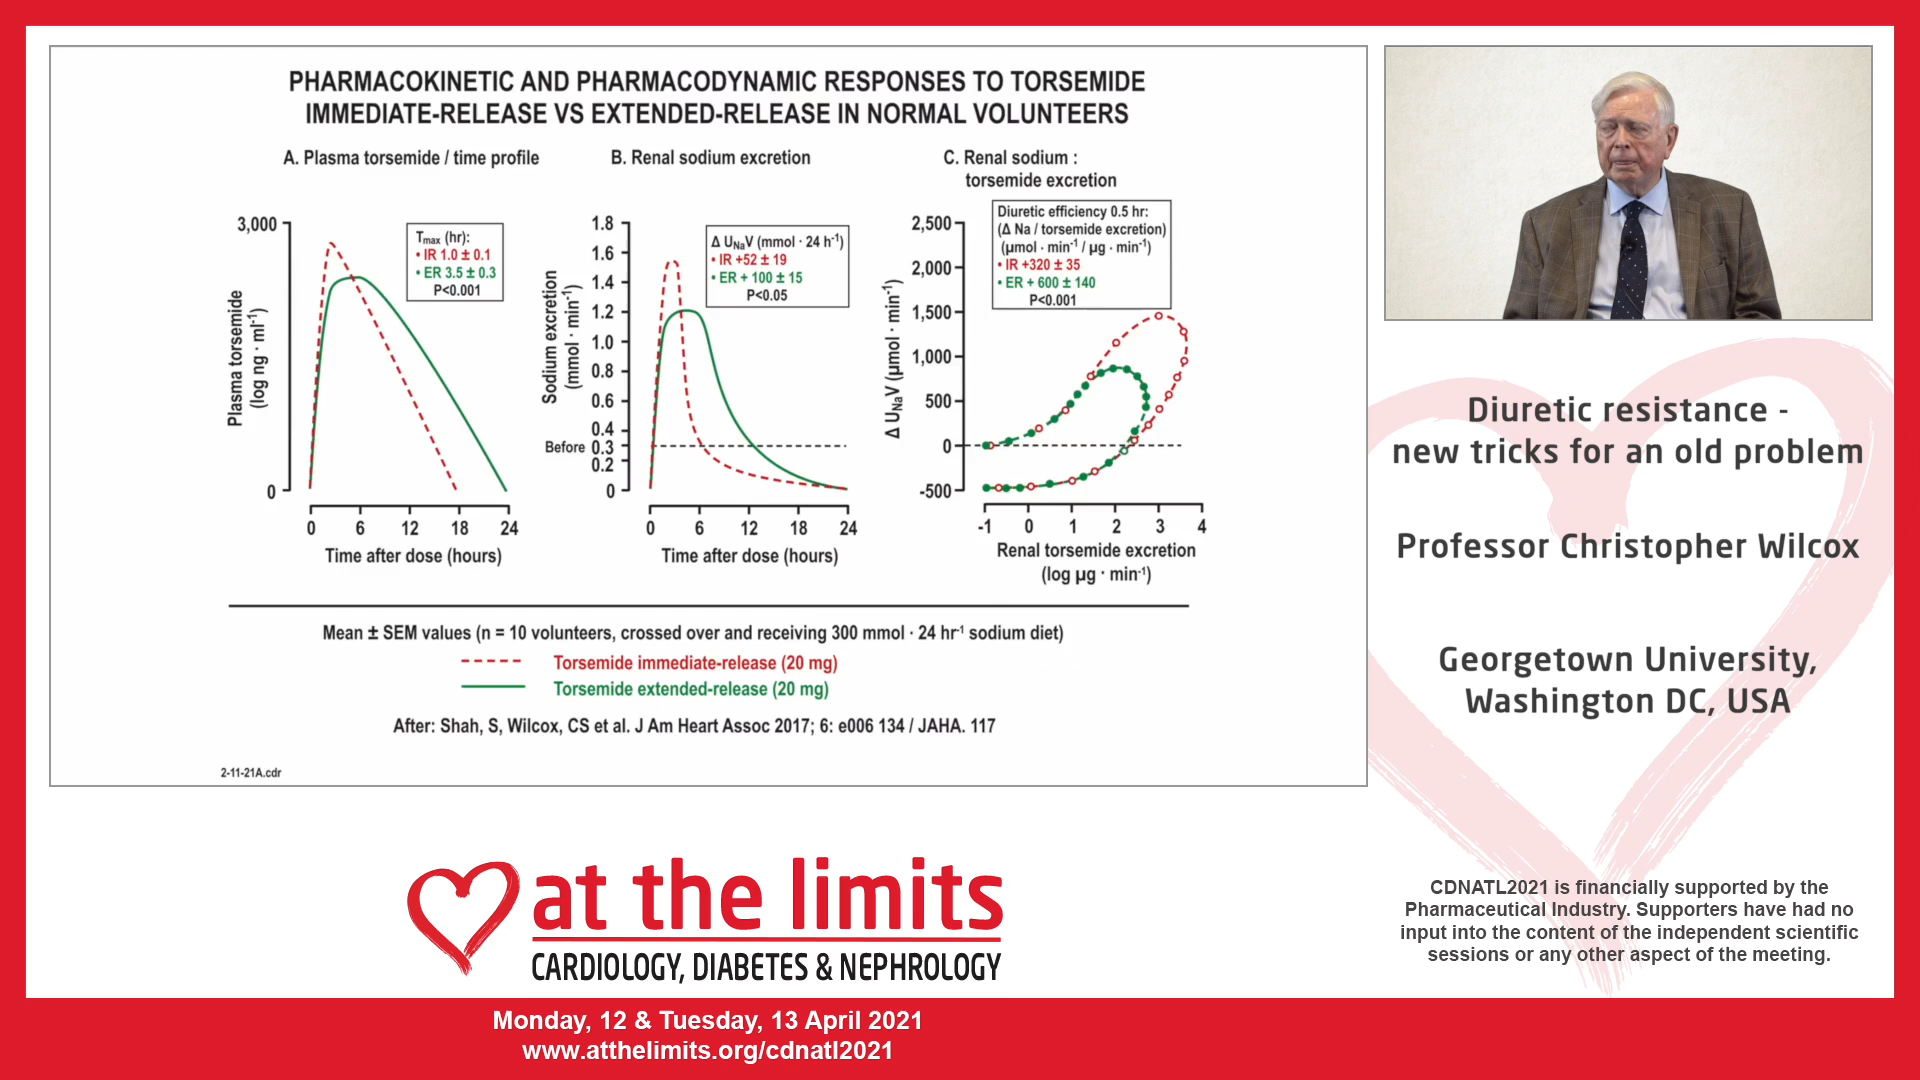 PHARMACOKINETIC AND PHARMACODYNAMIC RESPONSES TO TORSEMIDE
IMMEDIATE-RELEASE VS EXTENDED-RELEASE IN NORMAL VOLUNTEERS
A. Plasma torsemide / time profile
Plasma torsemide
(log ng · ml⁻¹)
3,000
0
Tmax (hr):
• IR 1.0 ± 0.1
• ER 3.5 ± 0.3
P<0.001
0 6 12 18 24
Time after dose (hours)
B. Renal sodium excretion
Sodium excretion
(mmol · min⁻¹)
1.8
1.6
1.4
1.2
1.0
0.8
0.6
0.4
Before 0.3
0.2
0
Δ UNaV (mmol · 24 h⁻¹)
• IR +52 ± 19
• ER + 100 ± 15
P<0.05
0 6 12 18 24
Time after dose (hours)
C. Renal sodium :
torsemide excretion
Δ UNaV (µmol · min⁻¹)
2,500
2,000
1,500
1,000
500
0
-500
Diuretic efficiency 0.5 hr:
(Δ Na / torsemide excretion)
(µmol · min⁻¹ / µg · min⁻¹)
• IR +320 ± 35
• ER + 600 ± 140
P<0.001
-1 0 1 2 3 4
Renal torsemide excretion
(log µg · min⁻¹)
Mean ± SEM values (n = 10 volunteers, crossed over and receiving 300 mmol · 24 hr⁻¹ sodium diet)
Torsemide immediate-release (20 mg)
Torsemide extended-release (20 mg)
After: Shah, S, Wilcox, CS et al. J Am Heart Assoc 2017; 6: e006 134 / JAHA. 117
2-11-21A.cdr
Diuretic resistance -
new tricks for an old problem
Professor Christopher Wilcox
Georgetown University,
Washington DC, USA
CDNATL2021 is financially supported by the
Pharmaceutical Industry. Supporters have had no
input into the content of the independent scientific
sessions or any other aspect of the meeting.
at the limits
CARDIOLOGY, DIABETES & NEPHROLOGY
Monday, 12 & Tuesday, 13 April 2021
www.atthelimits.org/cdnatl2021